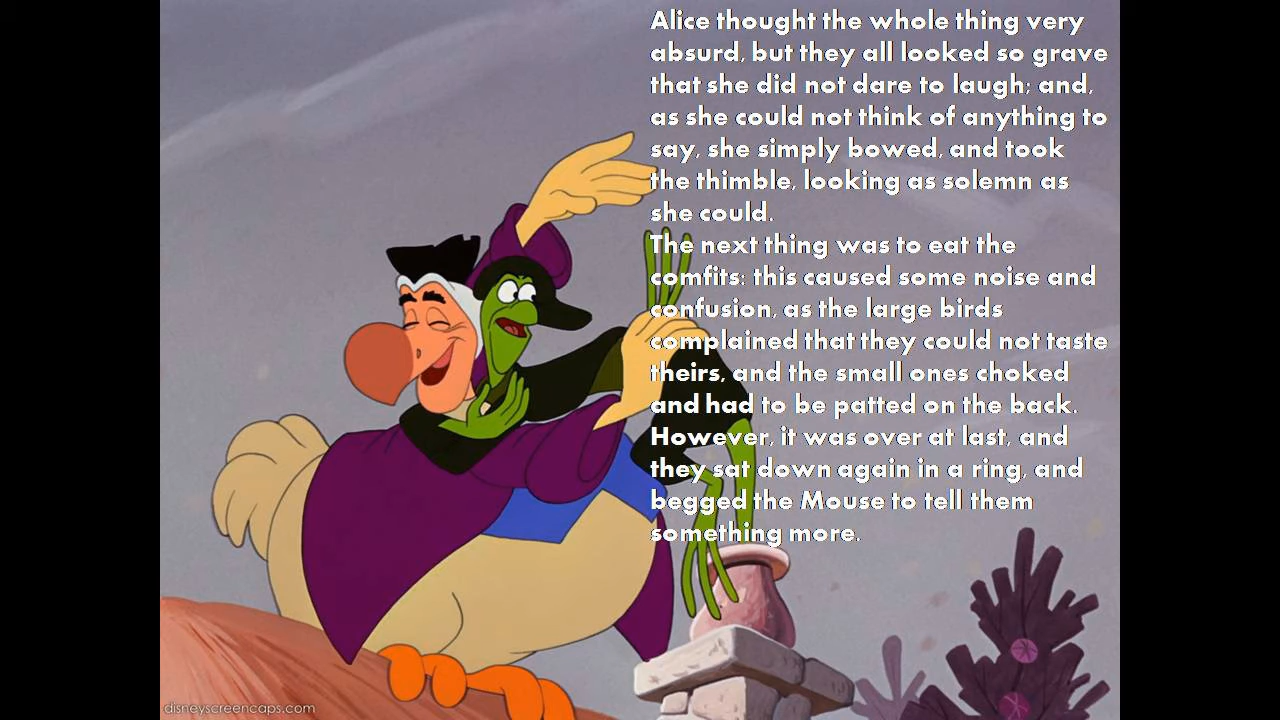 Alice thought the whole thing very
absurd, but they all looked so grave
that she did not dare to laugh; and,
as she could not think of anything to
say, she simply bowed, and took
the thimble, looking as solemn as
she could.
The next thing was to eat the
comfits: this caused some noise and
confusion, as the large birds
complained that they could not taste
theirs, and the small ones choked
and had to be patted on the back.
However, it was over at last, and
they sat down again in a ring, and
begged the Mouse to tell them
something more.
disneyscreencaps.com